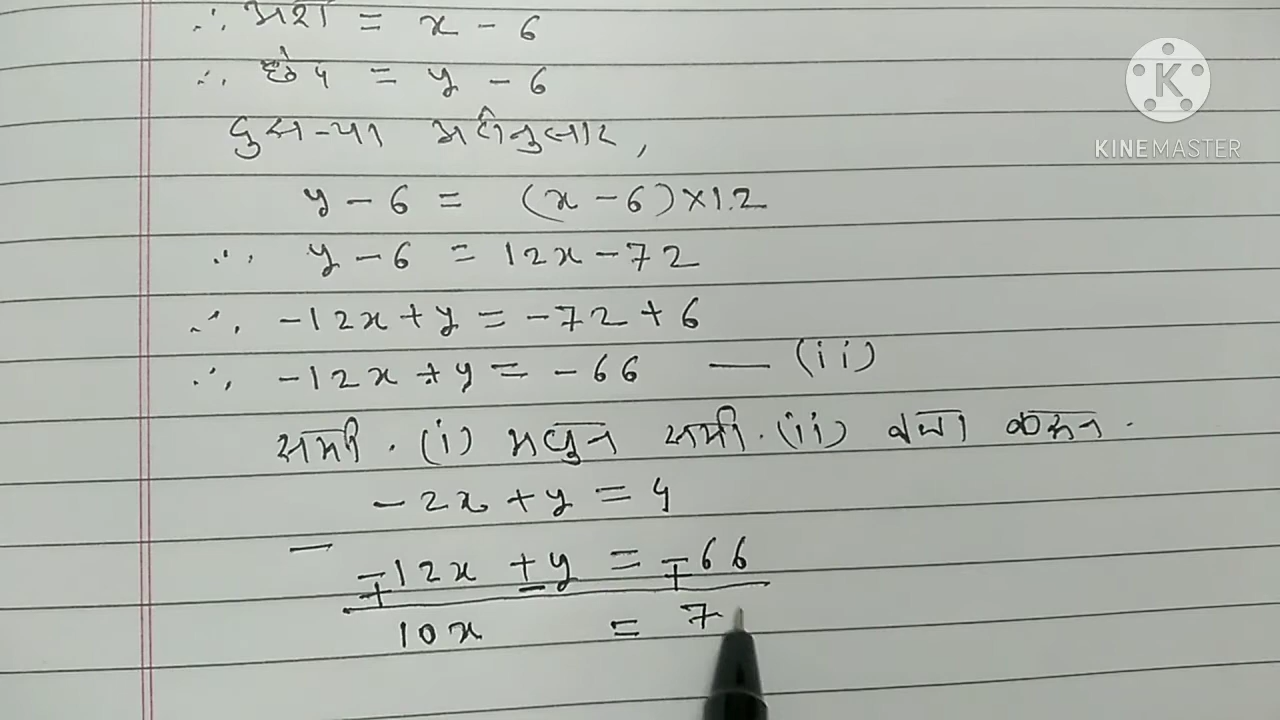 ∴ अंश = x - 6
∴ छेद = y - 6
दुसऱ्या अटीनुसार,
y - 6 = (x - 6) × 12
∴ y - 6 = 12x - 72
∴ -12x + y = -72 + 6
∴ -12x + y = -66 — (ii)
समी. (i) मधून समी. (ii) वजा करून.
-2x + y = 4
-12x + y = -66
10x = 7
K
KINEMASTER